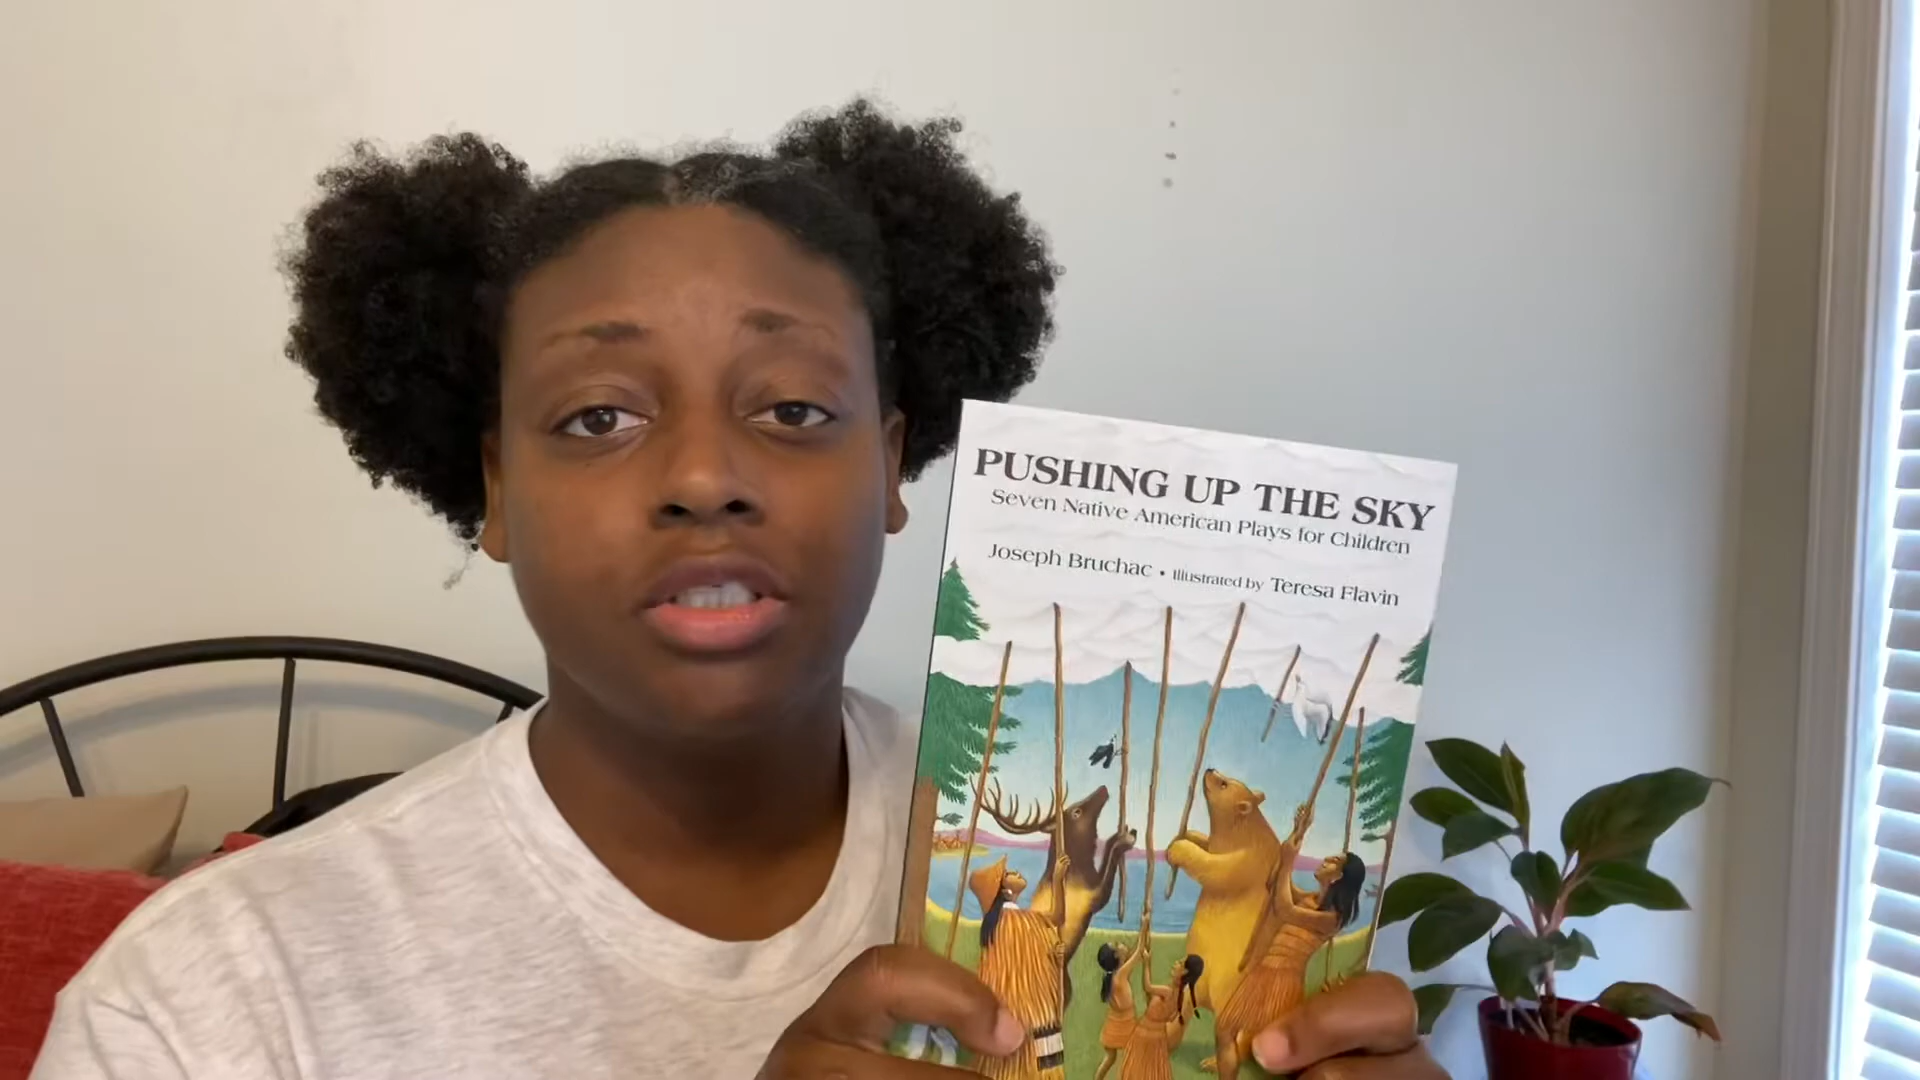 PUSHING UP THE SKY
Seven Native American Plays for Children
Joseph Bruchac • Illustrated by Teresa Flavin